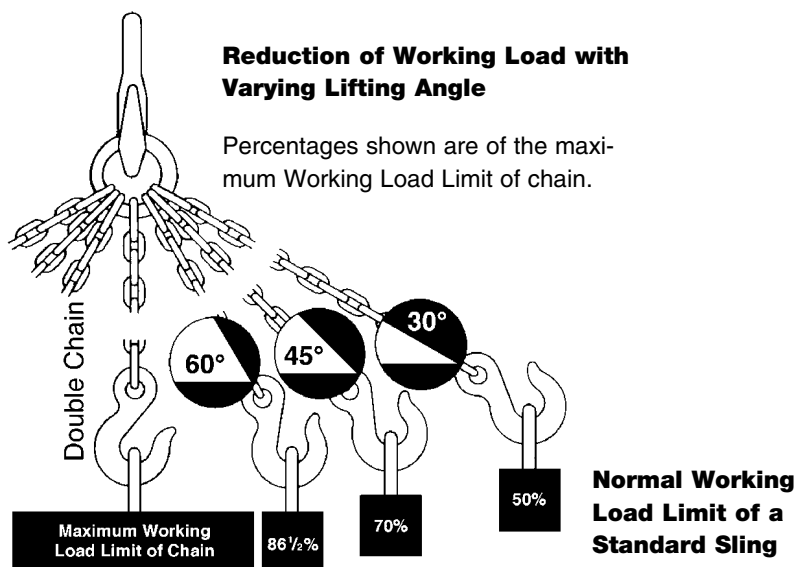 Reduction of Working Load with
Varying Lifting Angle
Percentages shown are of the maxi-
mum Working Load Limit of chain.
Double Chain
60°
45°
30°
Maximum Working
Load Limit of Chain
86 1/2%
70%
50%
Normal Working
Load Limit of a
Standard Sling